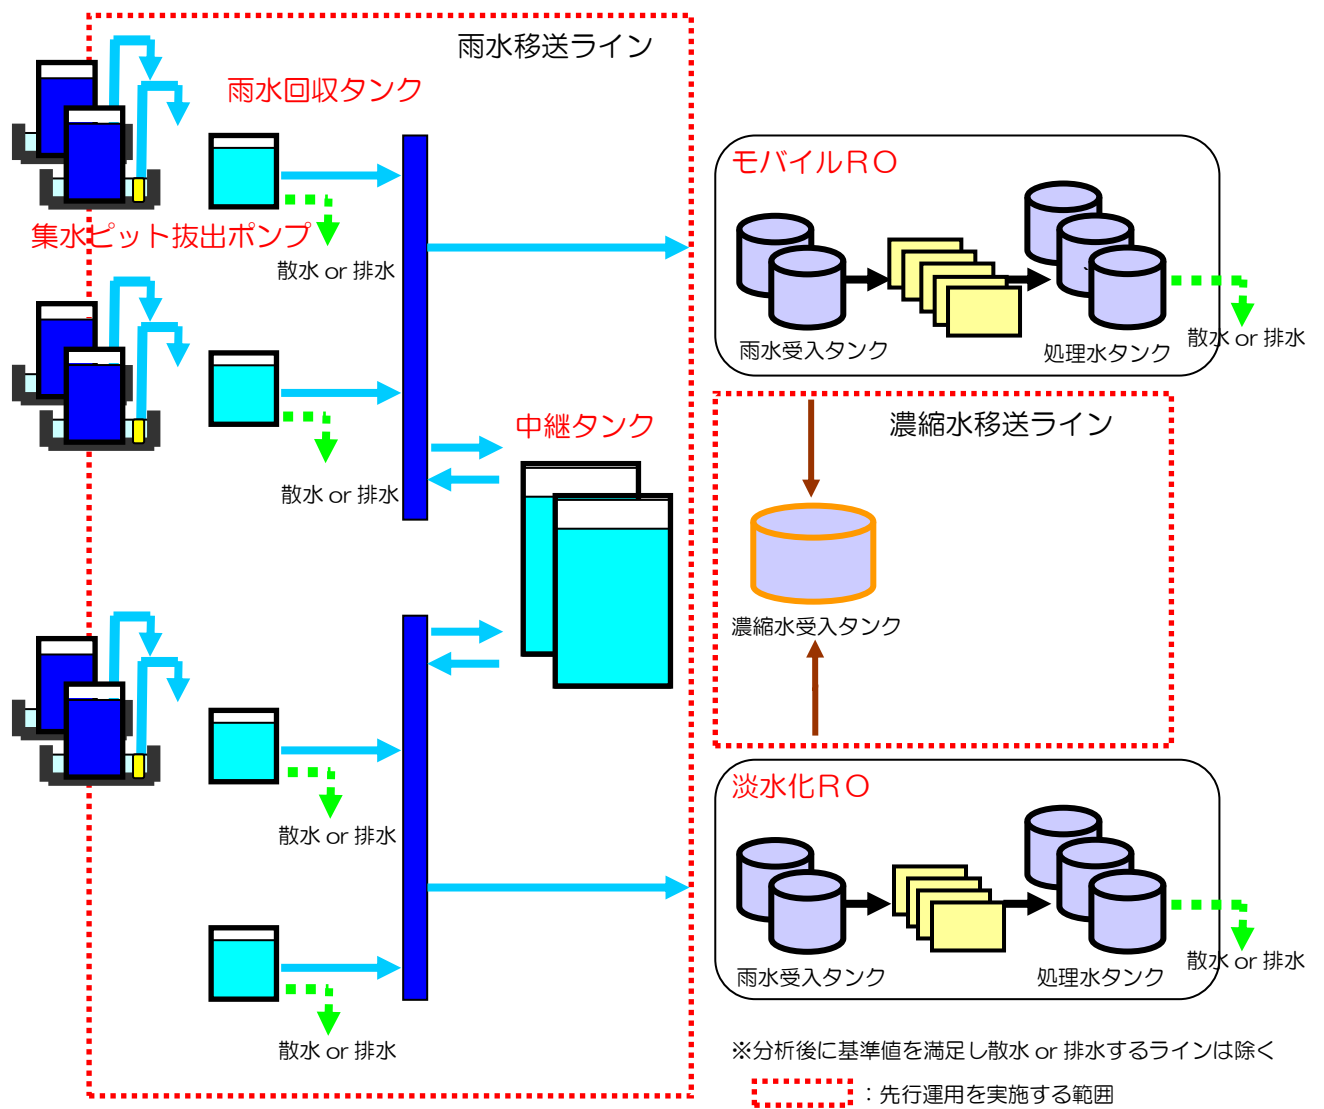 雨水移送ライン
雨水回収タンク
モバイルRO
集水ピット抜出ポンプ
散水 or 排水
雨水受入タンク
処理水タンク
散水 or 排水
中継タンク
濃縮水移送ライン
散水 or 排水
濃縮水受入タンク
淡水化RO
散水 or 排水
雨水受入タンク
処理水タンク
散水 or 排水
散水 or 排水
※分析後に基準値を満足し散水 or 排水するラインは除く
：先行運用を実施する範囲